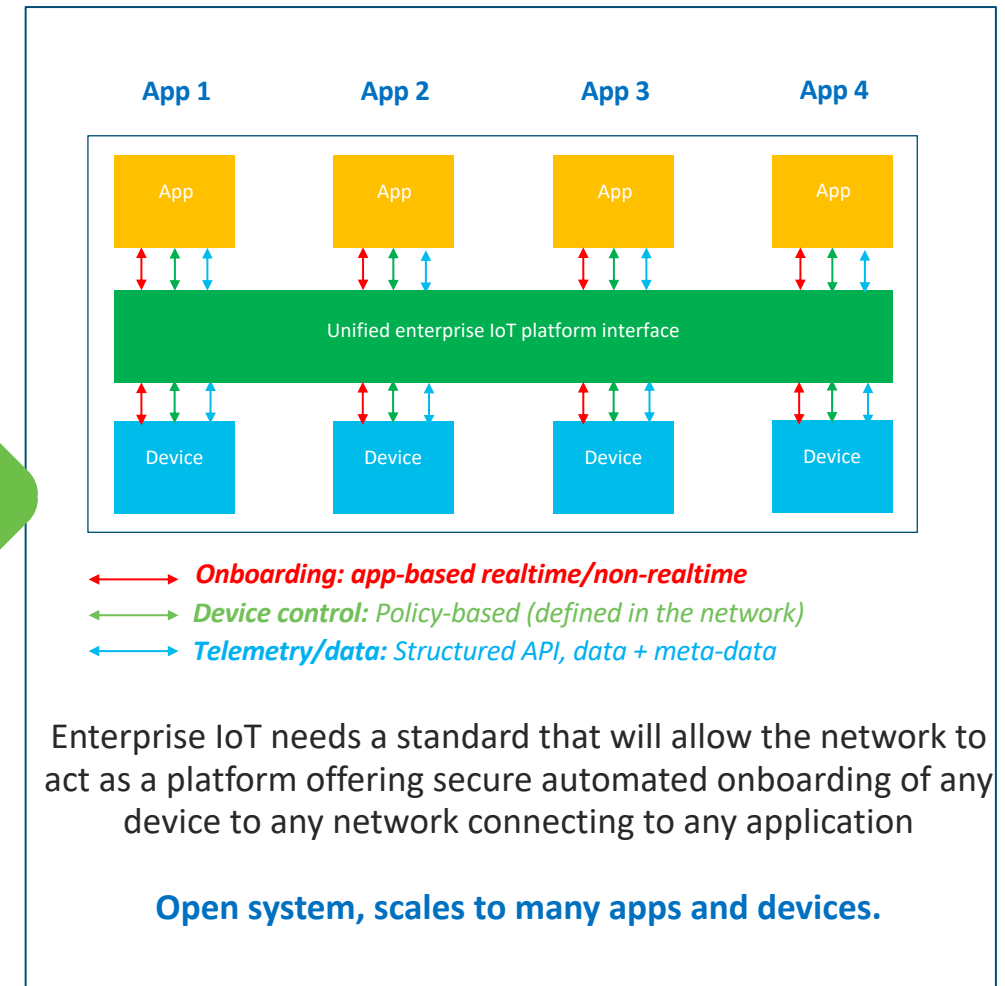 App 1 App 2 App 3 App 4
App App App App
Unified enterprise IoT platform interface
Device Device Device Device
Onboarding: app-based realtime/non-realtime
Device control: Policy-based (defined in the network)
Telemetry/data: Structured API, data + meta-data
Enterprise IoT needs a standard that will allow the network to
act as a platform offering secure automated onboarding of any
device to any network connecting to any application
Open system, scales to many apps and devices.